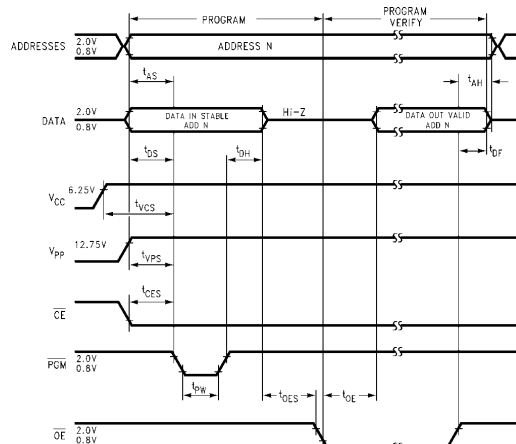 PROGRAM
PROGRAM
VERIFY
ADDRESSES
2.0V
0.8V
ADDRESS N
tAS
tAH
DATA
2.0V
0.8V
DATA IN STABLE
ADD N
Hi-Z
DATA OUT VALID
ADD N
tDS
tDH
tDF
VCC
6.25V
tVCS
VPP
12.75V
tVPS
CE
tCES
PGM
2.0V
0.8V
tPW
tOES
tOE
OE
2.0V
0.8V